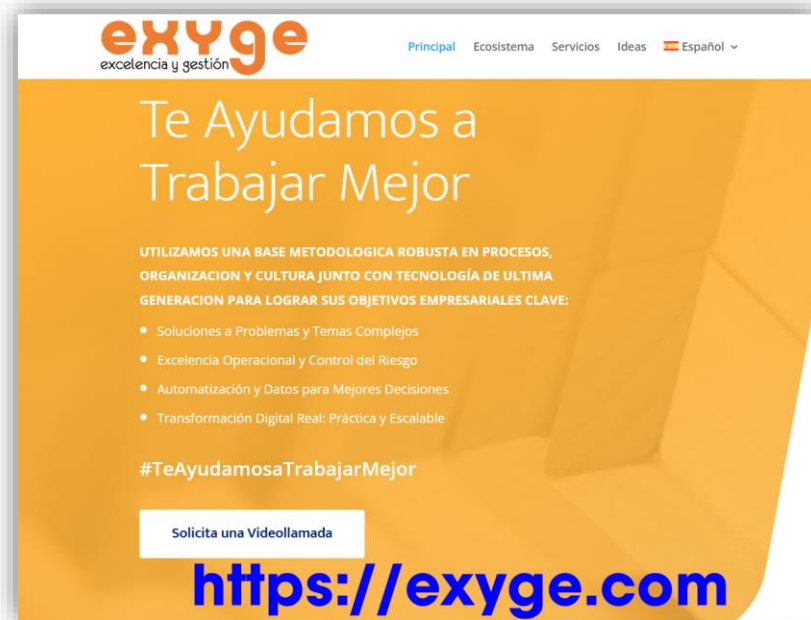 exyge
excelencia y gestión
Principal Ecosistema Servicios Ideas Español
Te Ayudamos a
Trabajar Mejor
UTILIZAMOS UNA BASE METODOLOGICA ROBUSTA EN PROCESOS,
ORGANIZACION Y CULTURA JUNTO CON TECNOLOGÍA DE ULTIMA
GENERACION PARA LOGRAR SUS OBJETIVOS EMPRESARIALES CLAVE:
Soluciones a Problemas y Temas Complejos
Excelencia Operacional y Control del Riesgo
Automatización y Datos para Mejores Decisiones
Transformación Digital Real: Práctica y Escalable
#TeAyudamosaTrabajarMejor
Solicita una Videollamada
https://exyge.com